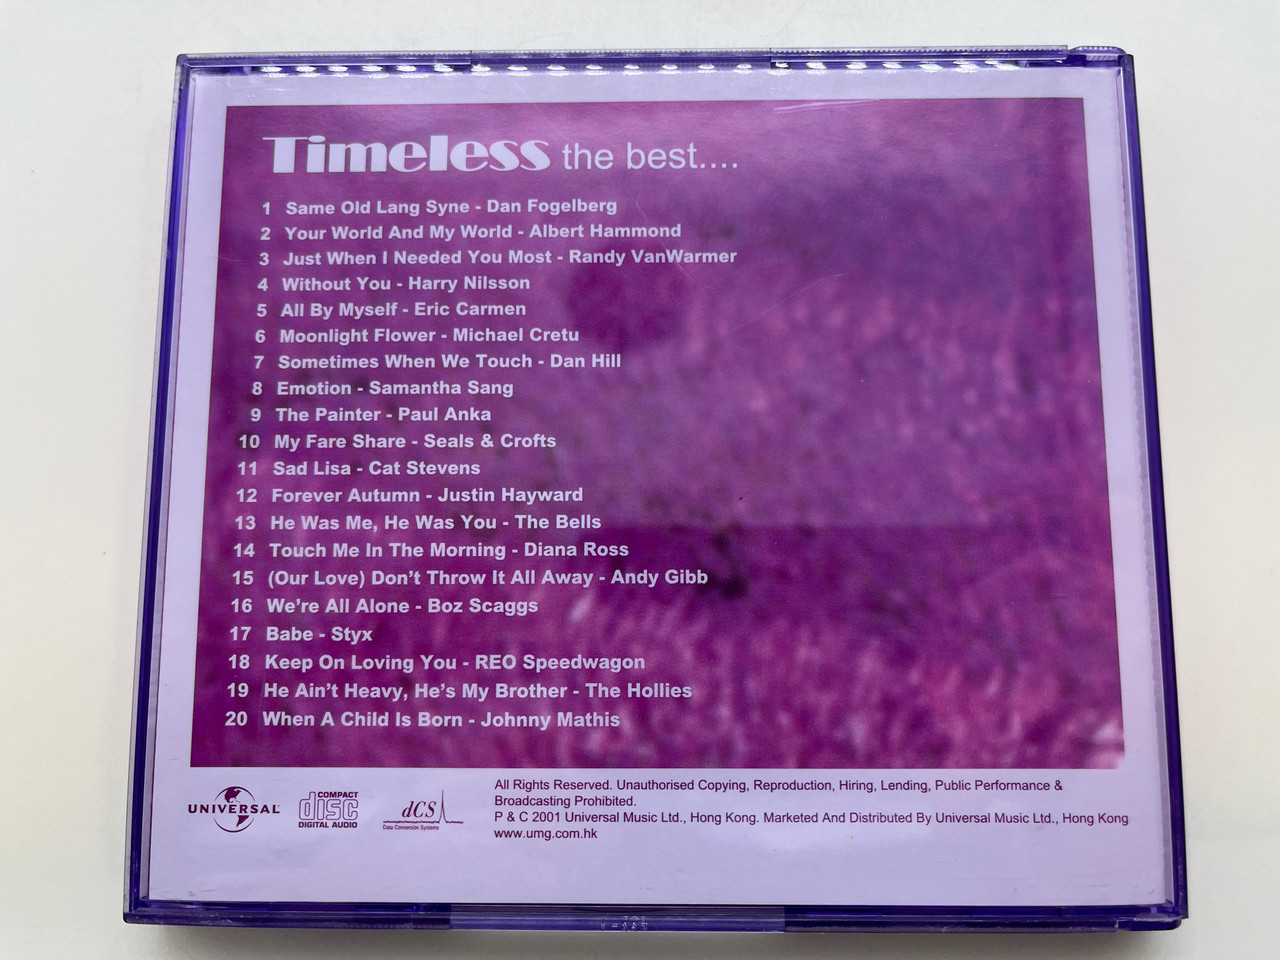 Timeless the best....
1 Same Old Lang Syne - Dan Fogelberg
2 Your World And My World - Albert Hammond
3 Just When I Needed You Most - Randy VanWarmer
4 Without You - Harry Nilsson
5 All By Myself - Eric Carmen
6 Moonlight Flower - Michael Cretu
7 Sometimes When We Touch - Dan Hill
8 Emotion - Samantha Sang
9 The Painter - Paul Anka
10 My Fare Share - Seals & Crofts
11 Sad Lisa - Cat Stevens
12 Forever Autumn - Justin Hayward
13 He Was Me, He Was You - The Bells
14 Touch Me In The Morning - Diana Ross
15 (Our Love) Don't Throw It All Away - Andy Gibb
16 We're All Alone - Boz Scaggs
17 Babe - Styx
18 Keep On Loving You - REO Speedwagon
19 He Ain't Heavy, He's My Brother - The Hollies
20 When A Child Is Born - Johnny Mathis
UNIVERSAL
COMPACT
disc
DIGITAL AUDIO
dCS
Data Conversion Systems
All Rights Reserved. Unauthorised Copying, Reproduction, Hiring, Lending, Public Performance &
Broadcasting Prohibited.
P & C 2001 Universal Music Ltd., Hong Kong. Marketed And Distributed By Universal Music Ltd., Hong Kong
www.umg.com.hk